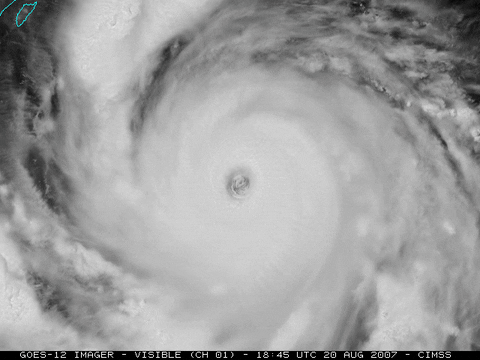 GOES-12 IMAGER - VISIBLE (CH 01) - 18:45 UTC 20 AUG 2007 - CIMSS